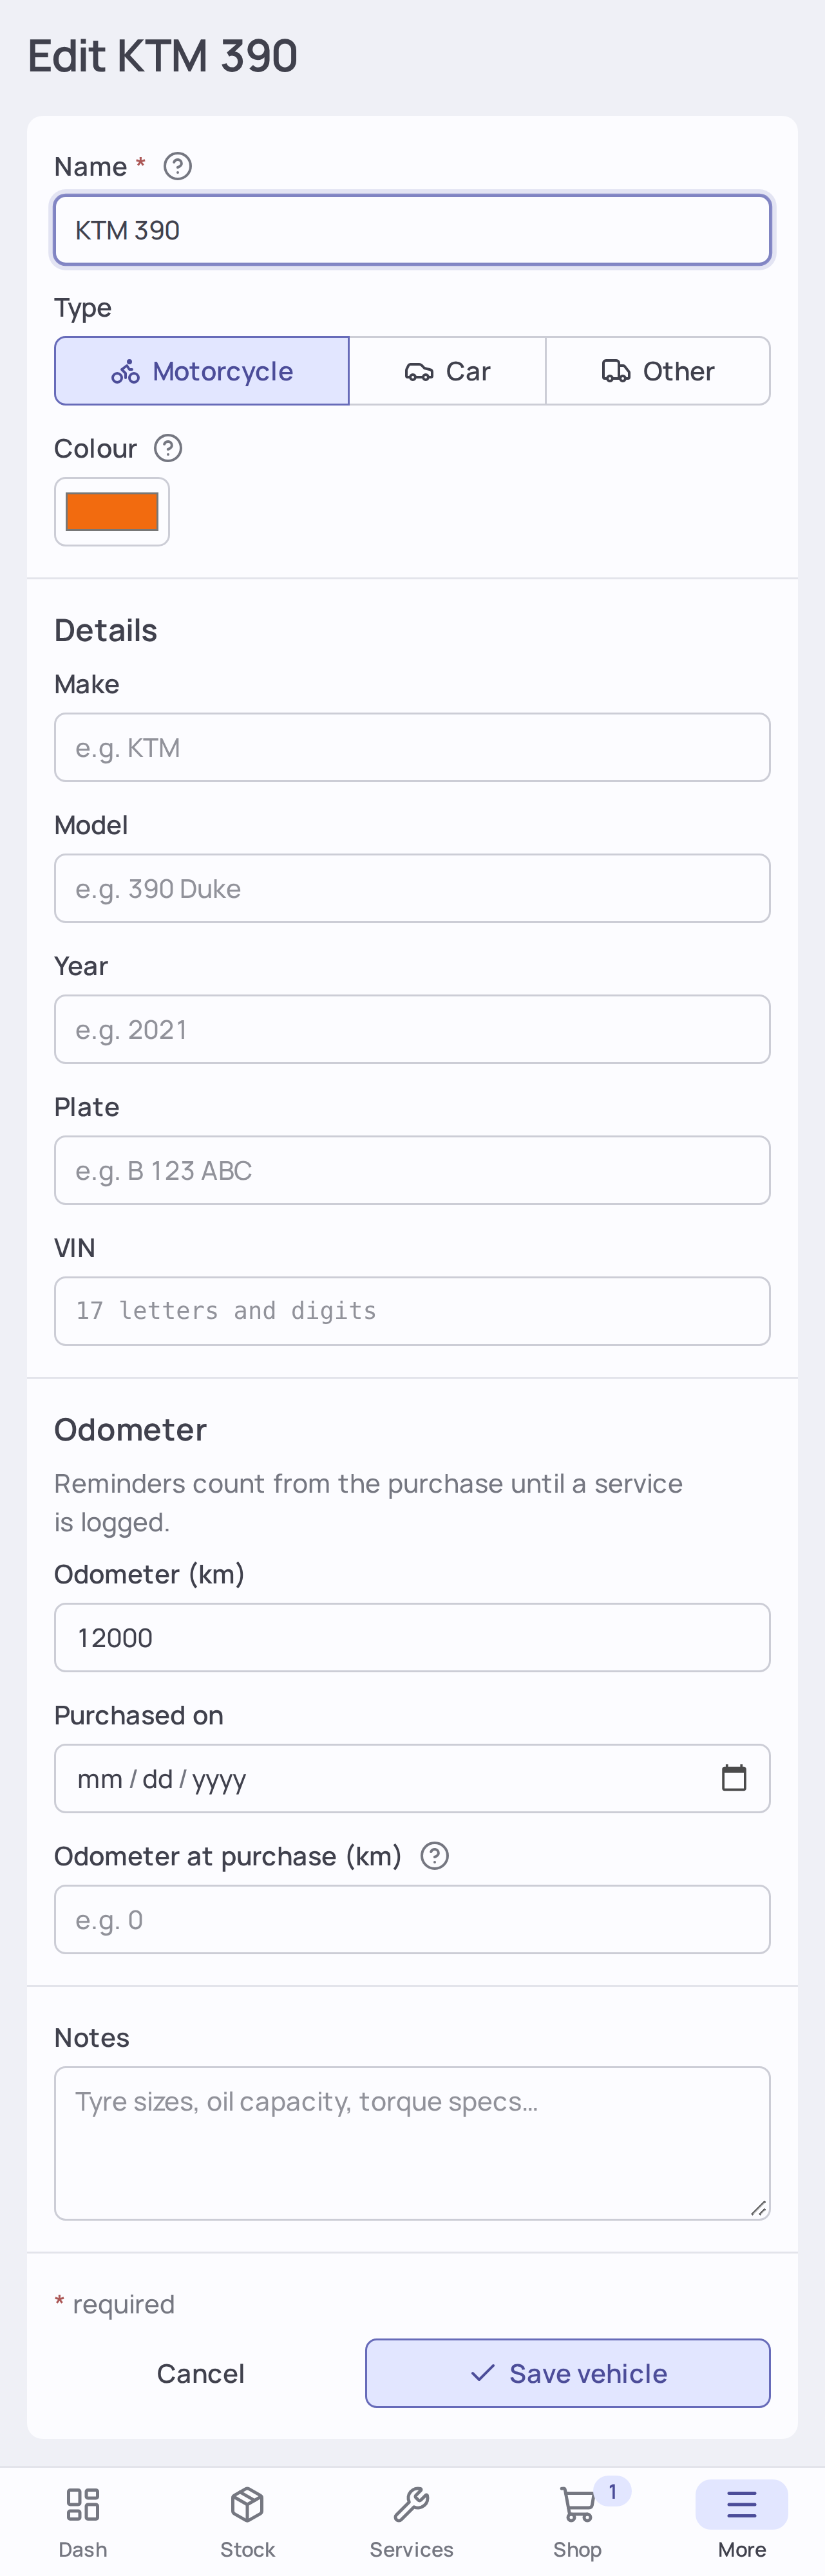 Edit KTM 390
Name *
KTM 390
Type
Motorcycle
Car
Other
Colour
Details
Make
e.g. KTM
Model
e.g. 390 Duke
Year
e.g. 2021
Plate
e.g. B 123 ABC
VIN
17 letters and digits
Odometer
Reminders count from the purchase until a service
is logged.
Odometer (km)
12000
Purchased on
mm / dd / yyyy
Odometer at purchase (km)
e.g. 0
Notes
Tyre sizes, oil capacity, torque specs…
* required
Cancel
Save vehicle
1
Dash
Stock
Services
Shop
More